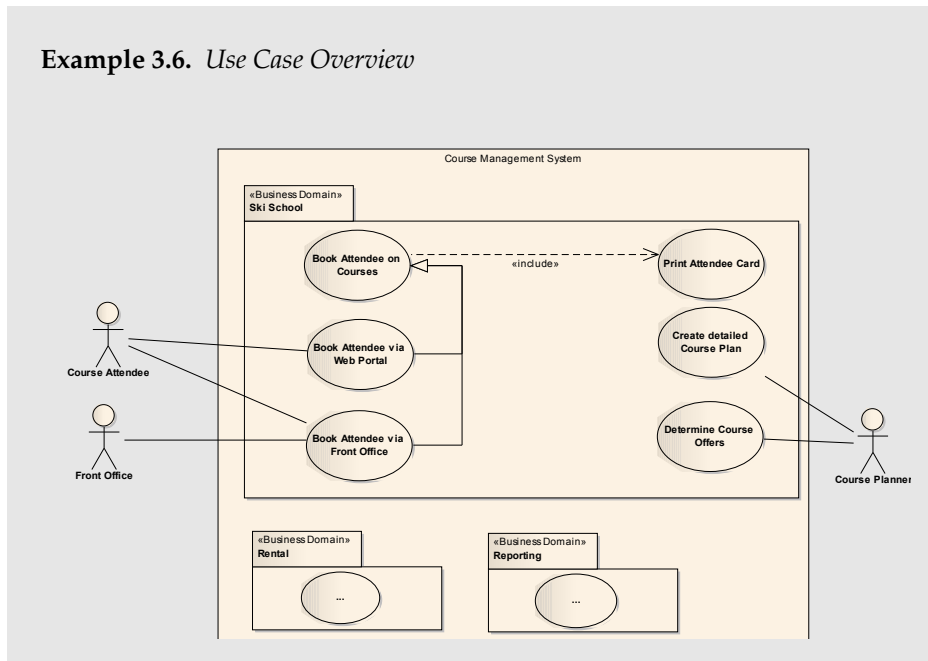 Example 3.6. Use Case Overview
Course Management System
«Business Domain»
Ski School
Book Attendee on
Courses
«include»
Print Attendee Card
Book Attendee via
Web Portal
Create detailed
Course Plan
Course Attendee
Book Attendee via
Front Office
Determine Course
Offers
Front Office
Course Planner
«Business Domain»
Rental
...
«Business Domain»
Reporting
...